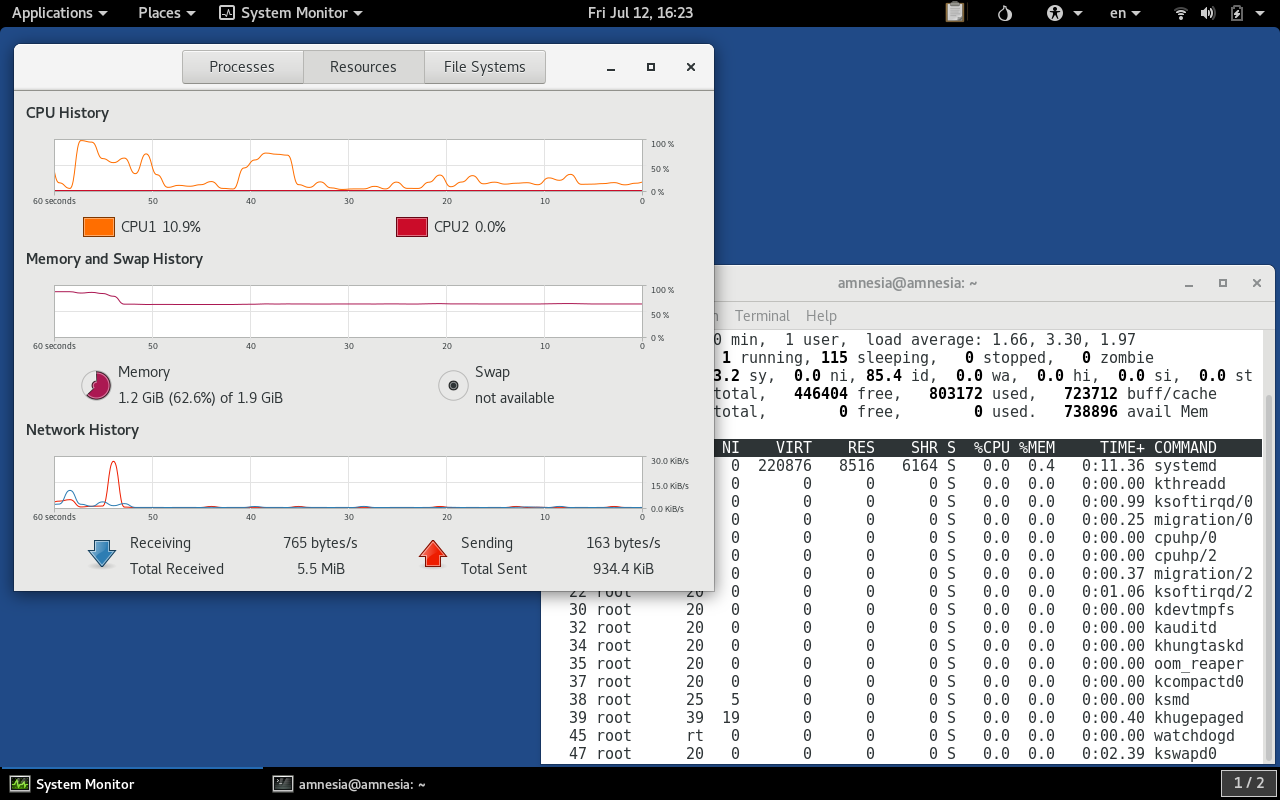 Applications Places System Monitor Fri Jul 12, 16:23 en
Processes Resources File Systems
CPU History
100 %
50 %
0 %
60 seconds 50 40 30 20 10 0
CPU1 10.9% CPU2 0.0%
Memory and Swap History
100 %
50 %
0 %
60 seconds 50 40 30 20 10 0
Memory
1.2 GiB (62.6%) of 1.9 GiB
Swap
not available
Network History
30.0 KiB/s
15.0 KiB/s
0.0 KiB/s
60 seconds 50 40 30 20 10 0
Receiving 765 bytes/s Sending 163 bytes/s
Total Received 5.5 MiB Total Sent 934.4 KiB
amnesia@amnesia: ~
Terminal Help
0 min, 1 user, load average: 1.66, 3.30, 1.97
1 running, 115 sleeping, 0 stopped, 0 zombie
3.2 sy, 0.0 ni, 85.4 id, 0.0 wa, 0.0 hi, 0.0 si, 0.0 st
total, 446404 free, 803172 used, 723712 buff/cache
total, 0 free, 0 used. 738896 avail Mem
NI VIRT RES SHR S %CPU %MEM TIME+ COMMAND
0 220876 8516 6164 S 0.0 0.4 0:11.36 systemd
0 0 0 0 S 0.0 0.0 0:00.00 kthreadd
0 0 0 0 S 0.0 0.0 0:00.99 ksoftirqd/0
0 0 0 0 S 0.0 0.0 0:00.25 migration/0
0 0 0 0 S 0.0 0.0 0:00.00 cpuhp/0
0 0 0 0 S 0.0 0.0 0:00.00 cpuhp/2
0 0 0 0 S 0.0 0.0 0:00.37 migration/2
22 root 20 0 0 0 0 S 0.0 0.0 0:01.06 ksoftirqd/2
30 root 20 0 0 0 0 S 0.0 0.0 0:00.00 kdevtmpfs
32 root 20 0 0 0 0 S 0.0 0.0 0:00.00 kauditd
34 root 20 0 0 0 0 S 0.0 0.0 0:00.00 khungtaskd
35 root 20 0 0 0 0 S 0.0 0.0 0:00.00 oom_reaper
37 root 20 0 0 0 0 S 0.0 0.0 0:00.00 kcompactd0
38 root 25 5 0 0 0 S 0.0 0.0 0:00.00 ksmd
39 root 39 19 0 0 0 S 0.0 0.0 0:00.40 khugepaged
45 root rt 0 0 0 0 S 0.0 0.0 0:00.00 watchdogd
47 root 20 0 0 0 0 S 0.0 0.0 0:02.39 kswapd0
System Monitor amnesia@amnesia: ~ 1 / 2